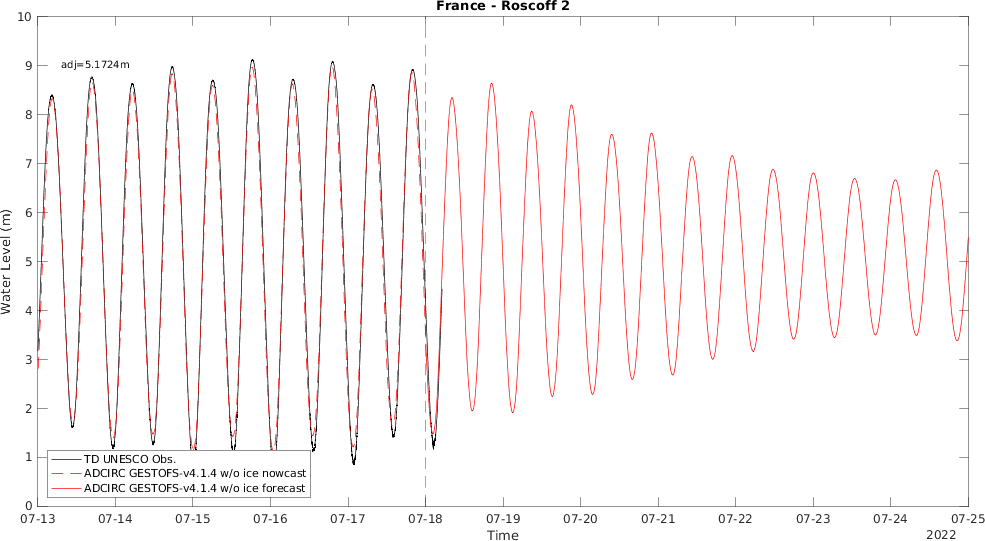 France - Roscoff 2
10
9
8
7
6
5
4
3
2
1
0
Water Level (m)
adj=5.1724m
TD UNESCO Obs.
ADCIRC GESTOFS-v4.1.4 w/o ice nowcast
ADCIRC GESTOFS-v4.1.4 w/o ice forecast
07-13 07-14 07-15 07-16 07-17 07-18 07-19 07-20 07-21 07-22 07-23 07-24 07-25
Time
2022